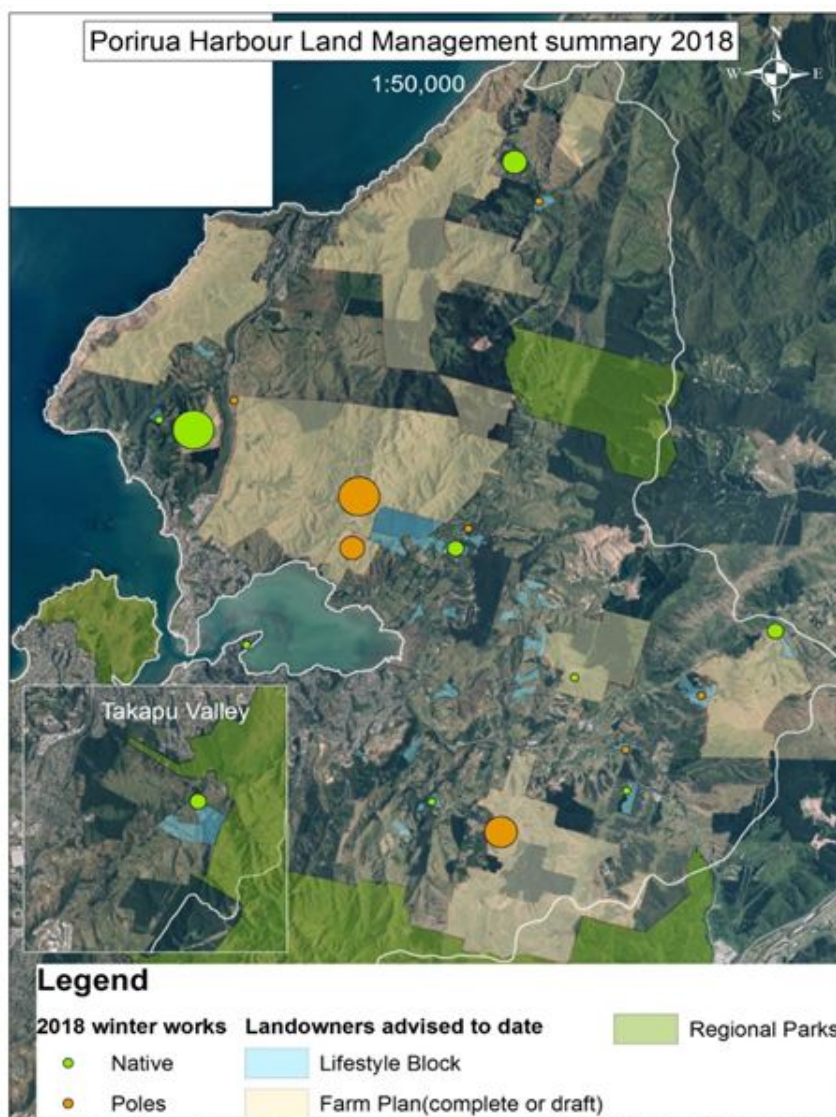 Porirua Harbour Land Management summary 2018
1:50,000
N
W E
S
Takapu Valley
Legend
2018 winter works
Native
Poles
Landowners advised to date
Lifestyle Block
Farm Plan(complete or draft)
Regional Parks